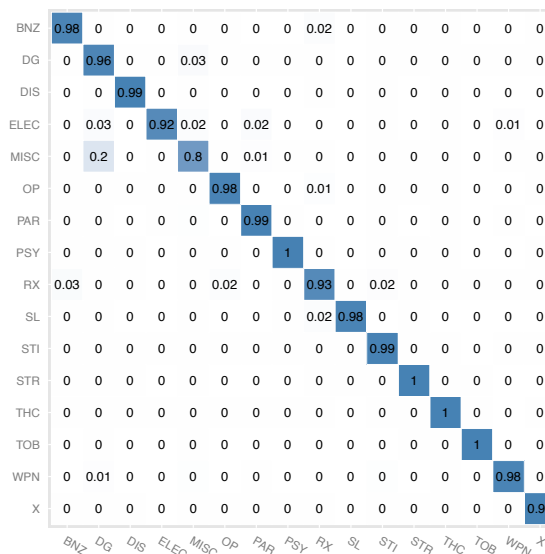 BNZ 0.98 0 0 0 0 0 0 0 0.02 0 0 0 0 0 0 0
DG 0 0.96 0 0 0.03 0 0 0 0 0 0 0 0 0 0 0
DIS 0 0 0.99 0 0 0 0 0 0 0 0 0 0 0 0 0
ELEC 0 0.03 0 0.92 0.02 0 0.02 0 0 0 0 0 0 0 0.01 0
MISC 0 0.2 0 0 0.8 0 0.01 0 0 0 0 0 0 0 0 0
OP 0 0 0 0 0 0.98 0 0 0.01 0 0 0 0 0 0 0
PAR 0 0 0 0 0 0 0.99 0 0 0 0 0 0 0 0 0
PSY 0 0 0 0 0 0 0 1 0 0 0 0 0 0 0 0
RX 0.03 0 0 0 0 0.02 0 0 0.93 0 0.02 0 0 0 0 0
SL 0 0 0 0 0 0 0 0 0.02 0.98 0 0 0 0 0 0
STI 0 0 0 0 0 0 0 0 0 0 0.99 0 0 0 0 0
STR 0 0 0 0 0 0 0 0 0 0 0 1 0 0 0 0
THC 0 0 0 0 0 0 0 0 0 0 0 0 1 0 0 0
TOB 0 0 0 0 0 0 0 0 0 0 0 0 0 1 0 0
WPN 0 0.01 0 0 0 0 0 0 0 0 0 0 0 0 0.98 0
X 0 0 0 0 0 0 0 0 0 0 0 0 0 0 0
BNZ DG DIS ELEC MISC OP PAR PSY RX SL STI STR THC TOB WPN X